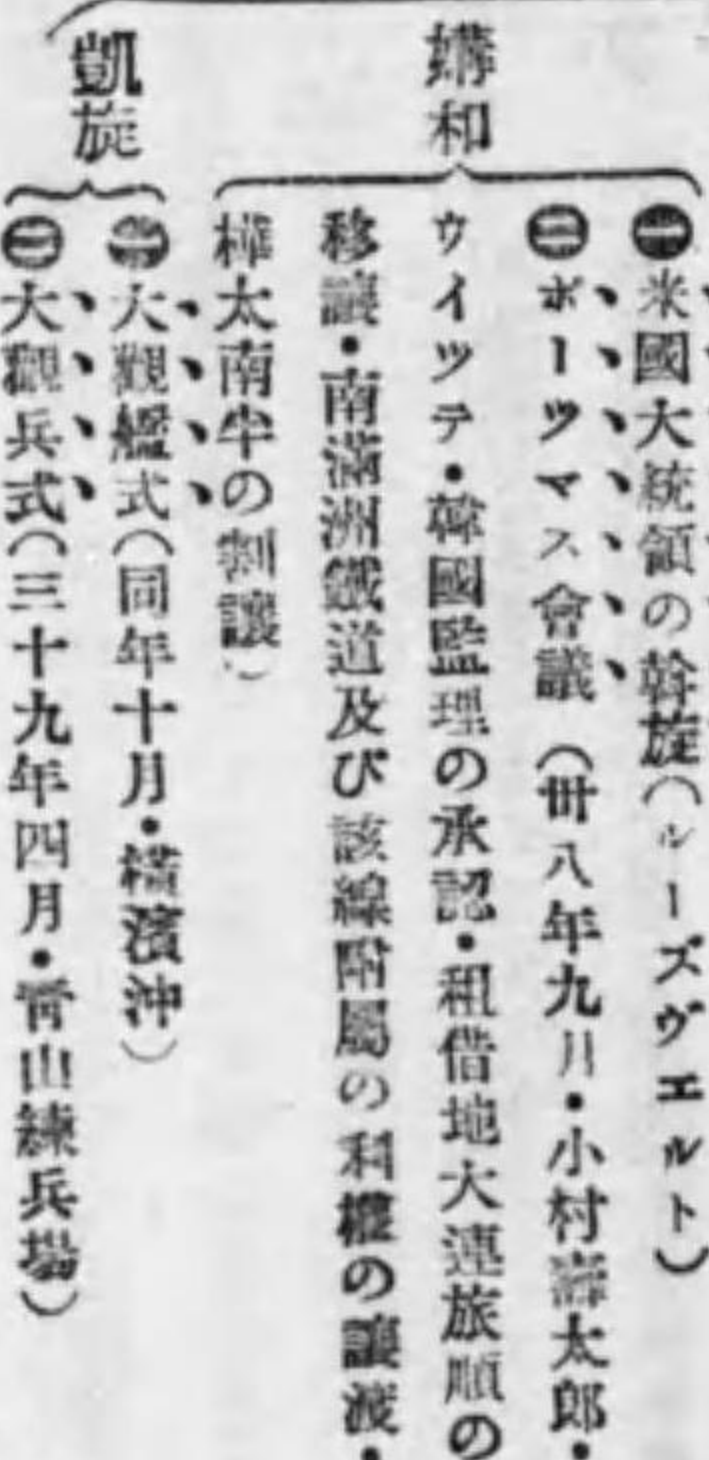 媾和
㊀米國大統領の斡旋(ルーズヴエルト)
㊁ポーツマス會議(卅八年九月・小村壽太郎・
ウイツテ・韓國監理の承認・租借地大連旅順の
移讓・南滿洲鐵道及び該線附屬の利權の讓渡・
樺太南半の割讓)
凱旋
㊀大觀艦式(同年十月・橫濱沖)
㊁大觀兵式(三十九年四月・靑山練兵場)